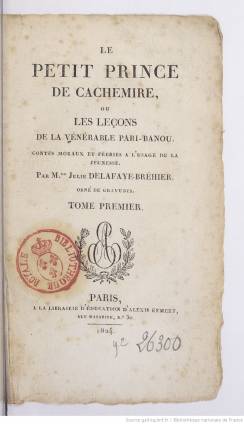 LE
PETIT PRINCE
DE CACHEMIRE,
OU
LES LEÇONS
DE LA VÉNÉRABLE PARI-BANOU.
CONTES MORAUX ET FÉERIES A L'USAGE DE LA
JEUNESSE.
PAR M.me JULIE DELAFAYE-BRÉHIER.
ORNÉ DE GRAVURES.
TOME PREMIER.
BIBLIOTHEQUE ROYALE
PARIS,
A LA LIBRAIRIE D'ÉDUCATION D'ALEXIS EYMERY,
RUE MAZARINE, N.° 30.
1824.
y2 26300
Source gallica.bnf.fr / Bibliothèque nationale de France